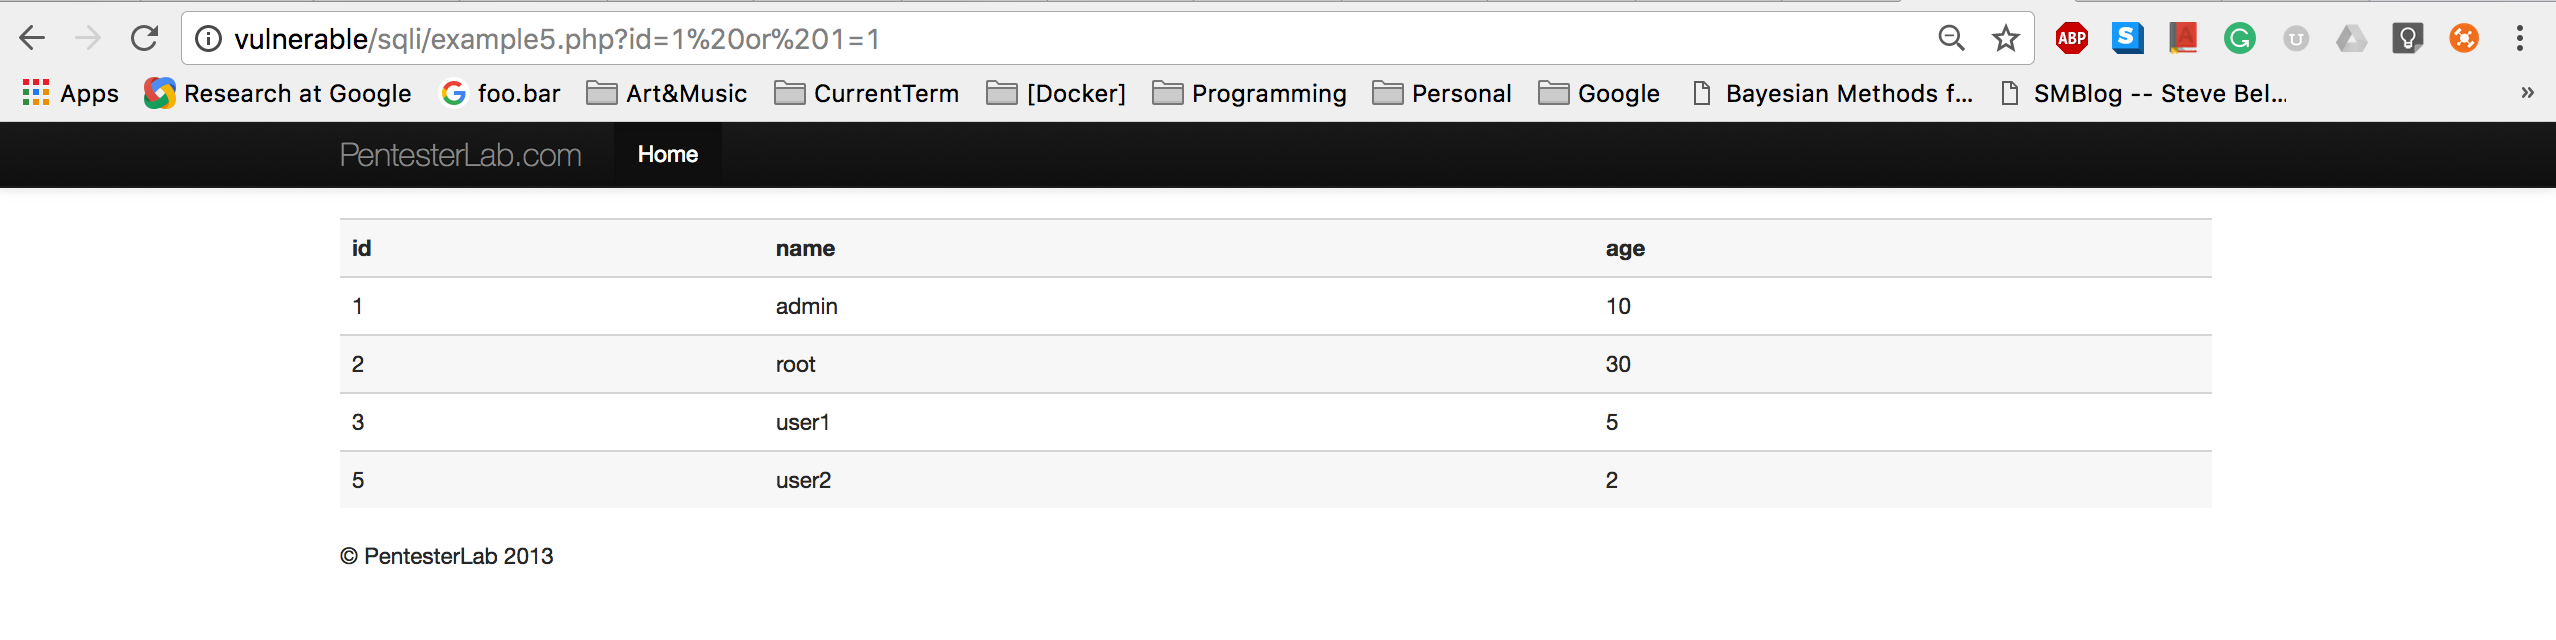 vulnerable/sqli/example5.php?id=1%20or%201=1
ABP S A G U
Apps Research at Google G foo.bar Art&Music CurrentTerm [Docker] Programming Personal Google Bayesian Methods f... SMBlog -- Steve Bel... »
PentesterLab.com Home
id name age
1 admin 10
2 root 30
3 user1 5
5 user2 2
© PentesterLab 2013